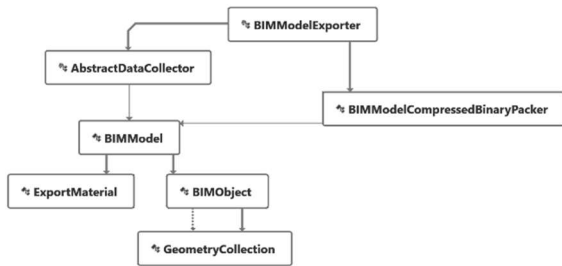 BIMModelExporter
AbstractDataCollector
BIMModelCompressedBinaryPacker
BIMModel
ExportMaterial
BIMObject
GeometryCollection